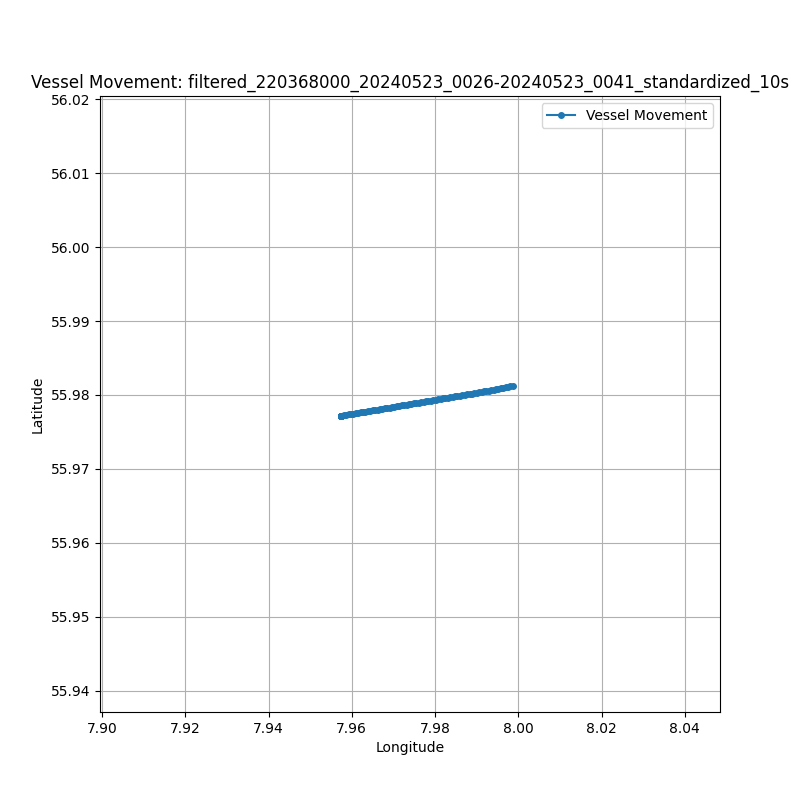 Vessel Movement: filtered_220368000_20240523_0026-20240523_0041_standardized_10s
Vessel Movement
56.02
56.01
56.00
55.99
55.98
55.97
55.96
55.95
55.94
Latitude
7.90 7.92 7.94 7.96 7.98 8.00 8.02 8.04
Longitude